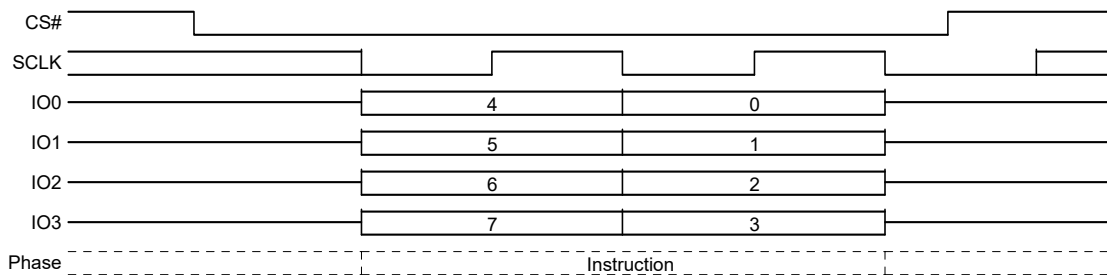 CS#
SCLK
IO0 4 0
IO1 5 1
IO2 6 2
IO3 7 3
Phase Instruction